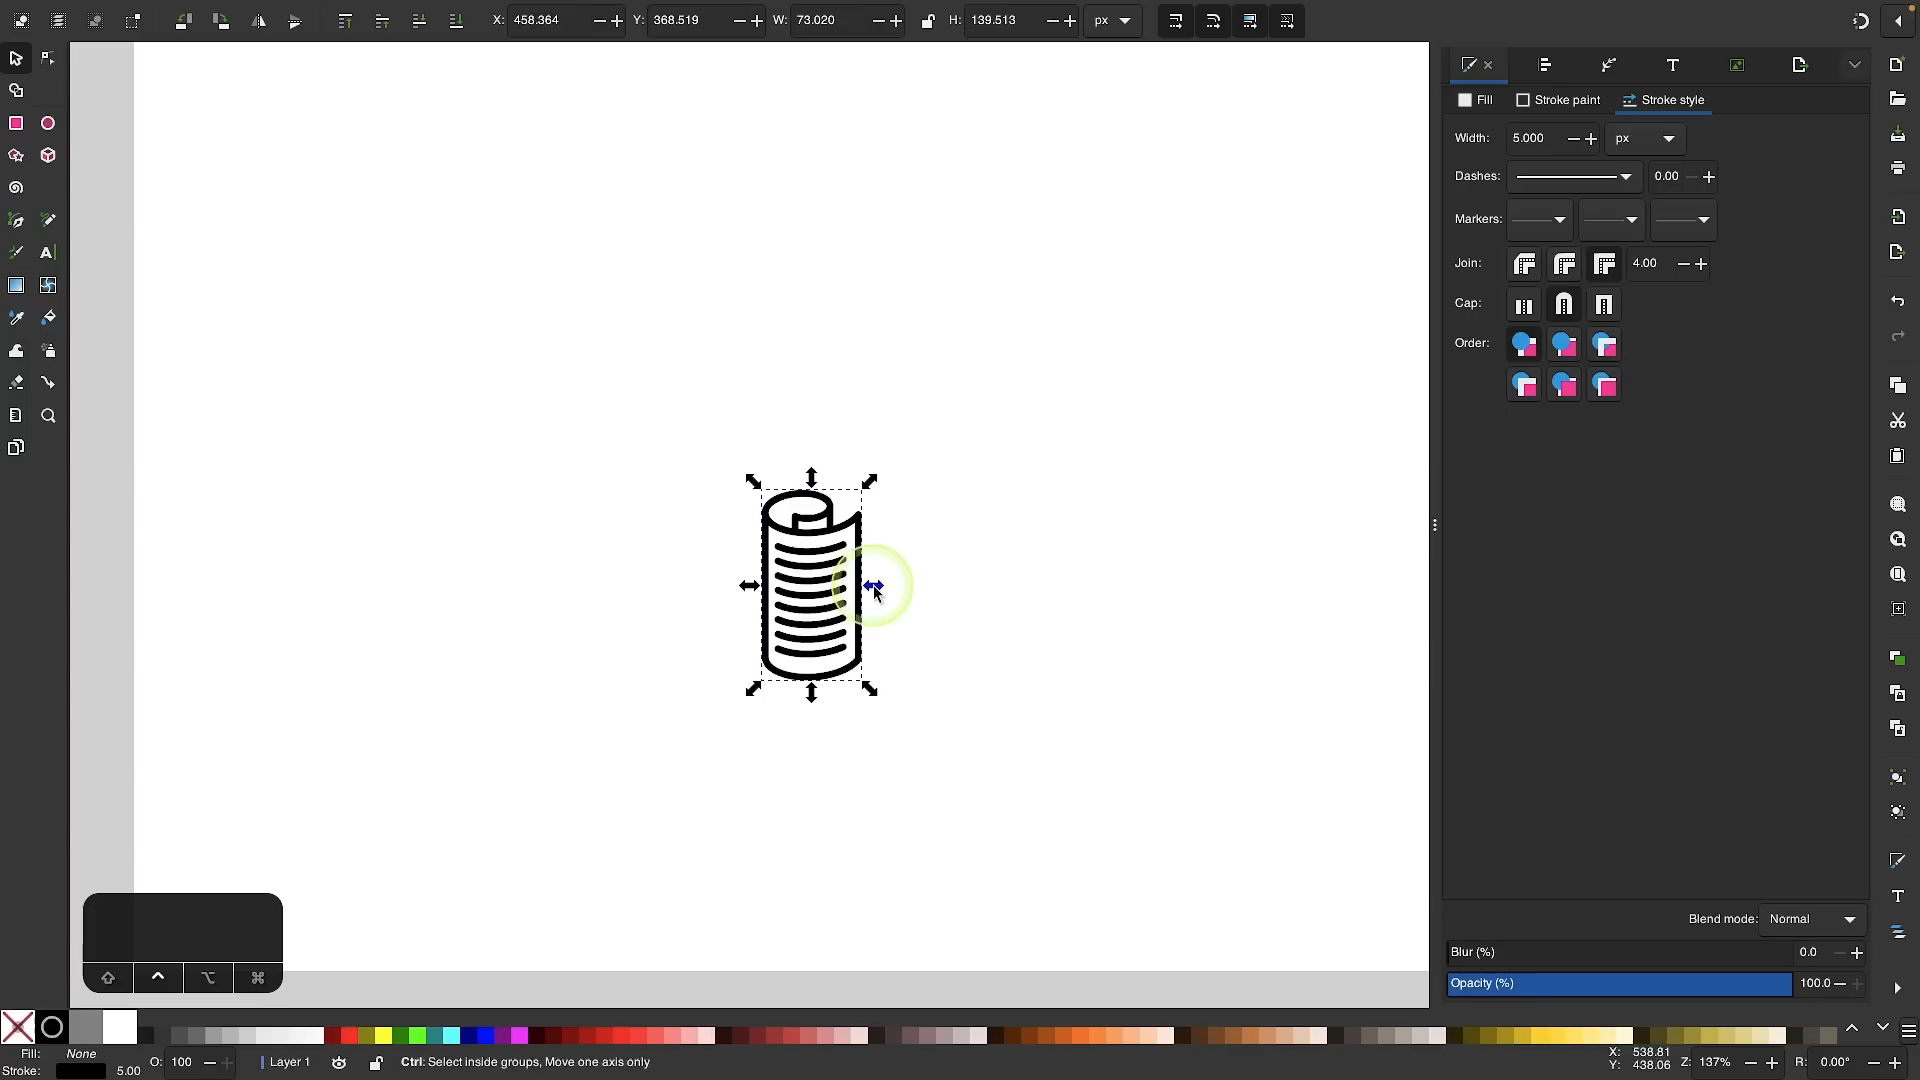 X: 458.364 Y: 368.519 W: 73.020 H: 139.513 px
Fill Stroke paint Stroke style
Width: 5.000 px
Dashes: 0.00
Markers:
Join: 4.00
Cap:
Order:
Blend mode: Normal
Blur (%) 0.0
Opacity (%) 100.0
Fill: None
Stroke: 5.00
O: 100
Layer 1
Ctrl: Select inside groups, Move one axis only
X: 538.81
Y: 438.06
Z: 137%
R: 0.00°